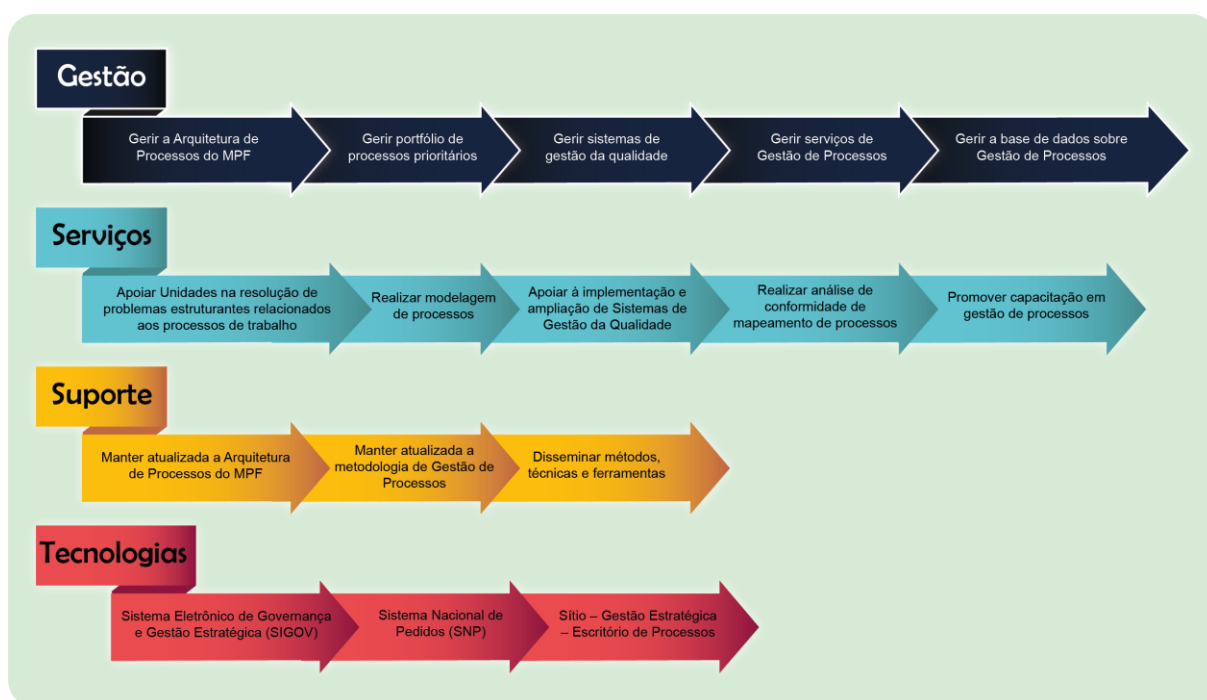 Gestão
Gerir a Arquitetura de
Processos do MPF
Gerir portfólio de
processos prioritários
Gerir sistemas de
gestão da qualidade
Gerir serviços de
Gestão de Processos
Gerir a base de dados sobre
Gestão de Processos
Serviços
Apoiar Unidades na resolução de
problemas estruturantes relacionados
aos processos de trabalho
Realizar modelagem
de processos
Apoiar à implementação e
ampliação de Sistemas de
Gestão da Qualidade
Realizar análise de
conformidade de
mapeamento de processos
Promover capacitação em
gestão de processos
Suporte
Manter atualizada a Arquitetura
de Processos do MPF
Manter atualizada a
metodologia de Gestão de
Processos
Disseminar métodos,
técnicas e ferramentas
Tecnologias
Sistema Eletrônico de Governança
e Gestão Estratégica (SIGOV)
Sistema Nacional de
Pedidos (SNP)
Sítio – Gestão Estratégica
– Escritório de Processos